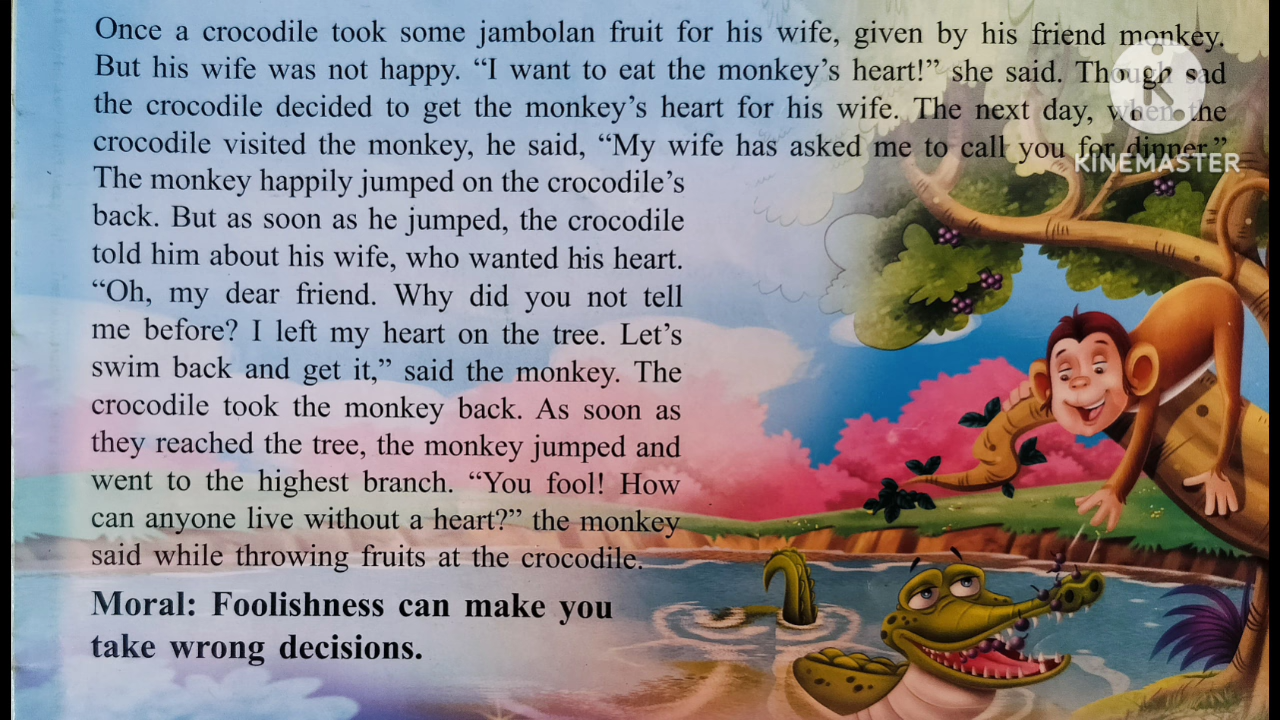 Once a crocodile took some jambolan fruit for his wife, given by his friend monkey.
But his wife was not happy. “I want to eat the monkey’s heart!” she said. Though sad
the crocodile decided to get the monkey’s heart for his wife. The next day, when the
crocodile visited the monkey, he said, “My wife has asked me to call you for dinner.”
KINEMASTER
The monkey happily jumped on the crocodile’s
back. But as soon as he jumped, the crocodile
told him about his wife, who wanted his heart.
“Oh, my dear friend. Why did you not tell
me before? I left my heart on the tree. Let’s
swim back and get it,” said the monkey. The
crocodile took the monkey back. As soon as
they reached the tree, the monkey jumped and
went to the highest branch. “You fool! How
can anyone live without a heart?” the monkey
said while throwing fruits at the crocodile.
Moral: Foolishness can make you
take wrong decisions.